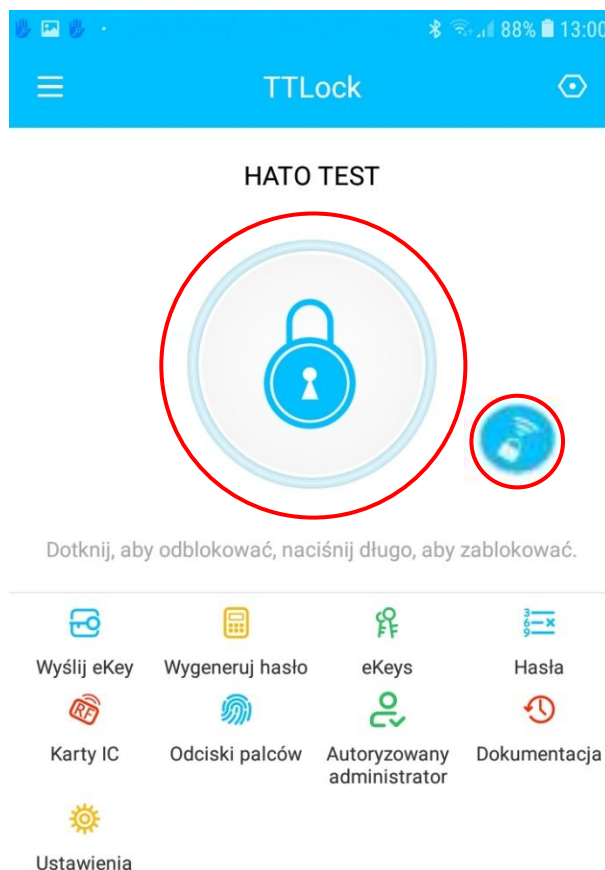 88% 13:00
TTLock
HATO TEST
Dotknij, aby odblokować, naciśnij długo, aby zablokować.
Wyślij eKey Wygeneruj hasło eKeys Hasła
Karty IC Odciski palców Autoryzowany administrator Dokumentacja
Ustawienia